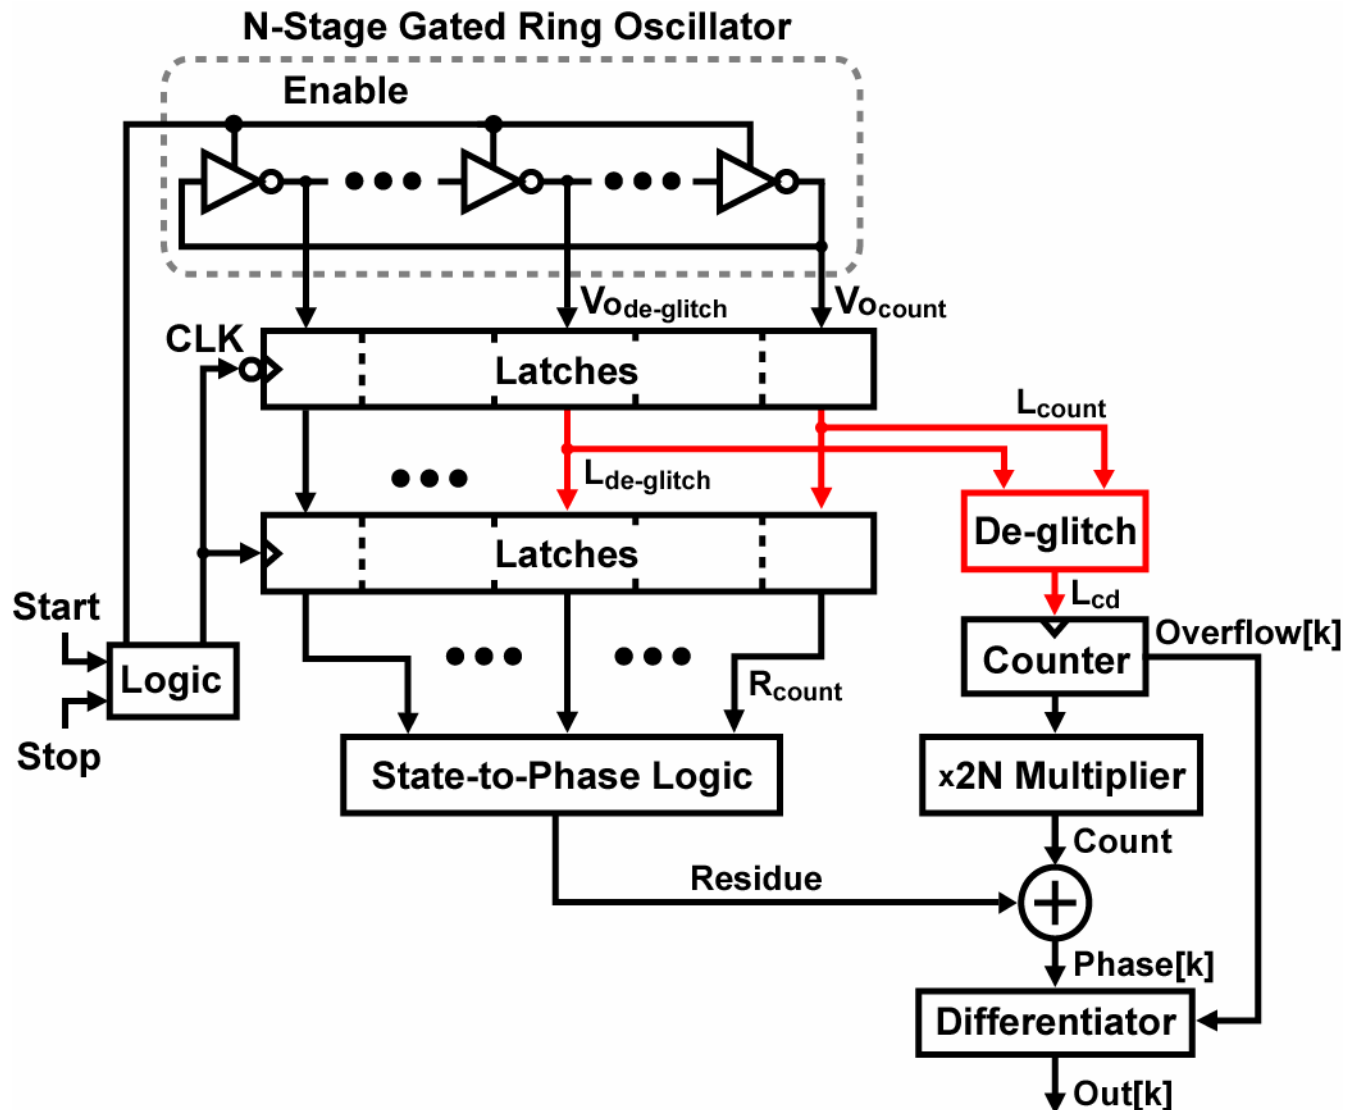 N-Stage Gated Ring Oscillator
Enable
Vode-glitch
Vocount
CLK
Latches
Lcount
Lde-glitch
De-glitch
Latches
Lcd
Start
Overflow[k]
Counter
Logic
Rcount
Stop
State-to-Phase Logic
x2N Multiplier
Count
Residue
Phase[k]
Differentiator
Out[k]